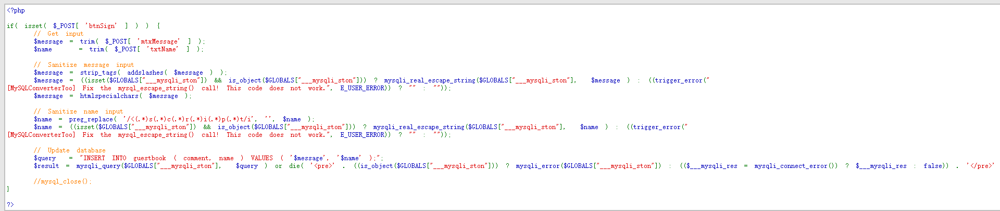 <?php
if( isset( $_POST[ 'btnSign' ] ) ) {
// Get input
$message = trim( $_POST[ 'mtxMessage' ] );
$name = trim( $_POST[ 'txtName' ] );
// Sanitize message input
$message = strip_tags( addslashes( $message ) );
$message = ((isset($GLOBALS["___mysqli_ston"]) && is_object($GLOBALS["___mysqli_ston"])) ? mysqli_real_escape_string($GLOBALS["___mysqli_ston"], $message ) : ((trigger_error("
[MySQLConverterToo] Fix the mysql_escape_string() call! This code does not work.", E_USER_ERROR)) ? "" : ""));
$message = htmlspecialchars( $message );
// Sanitize name input
$name = preg_replace( '/<(.*)s(.*)c(.*)r(.*)i(.*)p(.*)t/i', '', $name );
$name = ((isset($GLOBALS["___mysqli_ston"]) && is_object($GLOBALS["___mysqli_ston"])) ? mysqli_real_escape_string($GLOBALS["___mysqli_ston"], $name ) : ((trigger_error("
[MySQLConverterToo] Fix the mysql_escape_string() call! This code does not work.", E_USER_ERROR)) ? "" : ""));
// Update database
$query = "INSERT INTO guestbook ( comment, name ) VALUES ( '$message', '$name' );";
$result = mysqli_query($GLOBALS["___mysqli_ston"], $query ) or die( '<pre>' . ((is_object($GLOBALS["___mysqli_ston"])) ? mysqli_error($GLOBALS["___mysqli_ston"]) : (($___mysqli_res = mysqli_connect_error()) ? $___mysqli_res : false)) . '</pre>'
//mysql_close();
}
?>